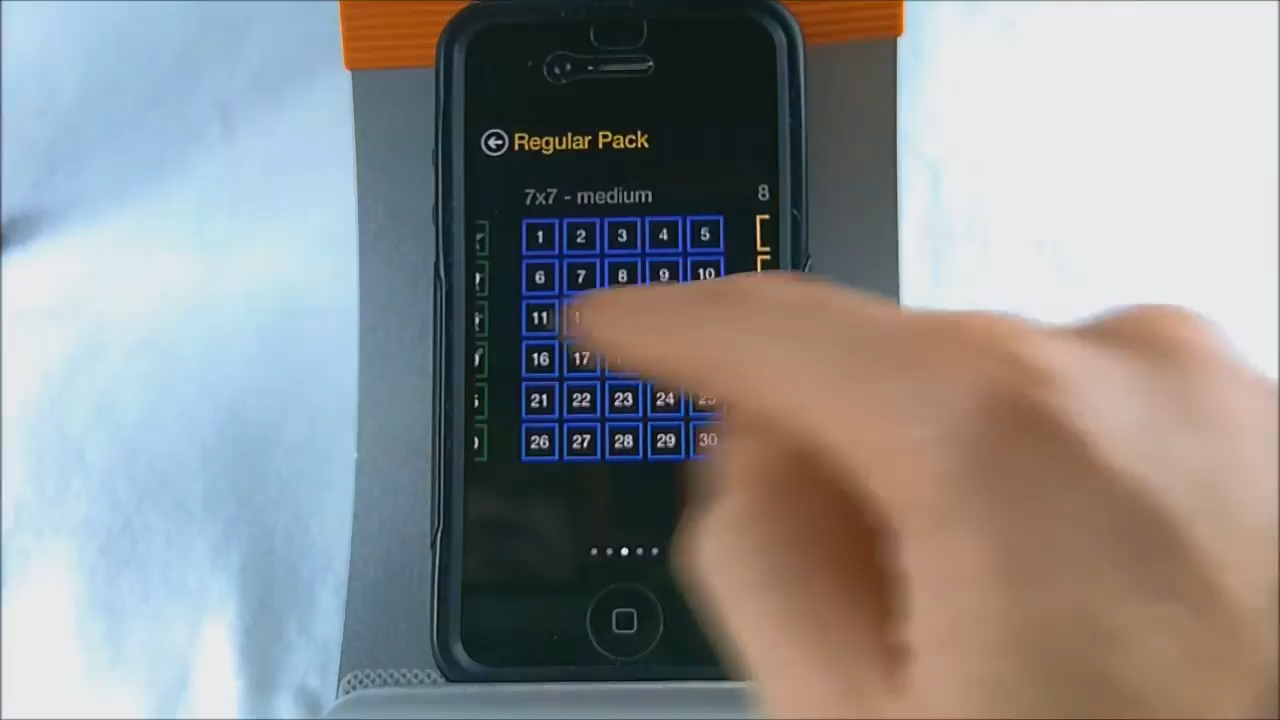 Regular Pack
7x7 - medium 8
1 2 3 4 5
6 7 8 9 10
11
16 17
21 22 23 24 25
26 27 28 29 30